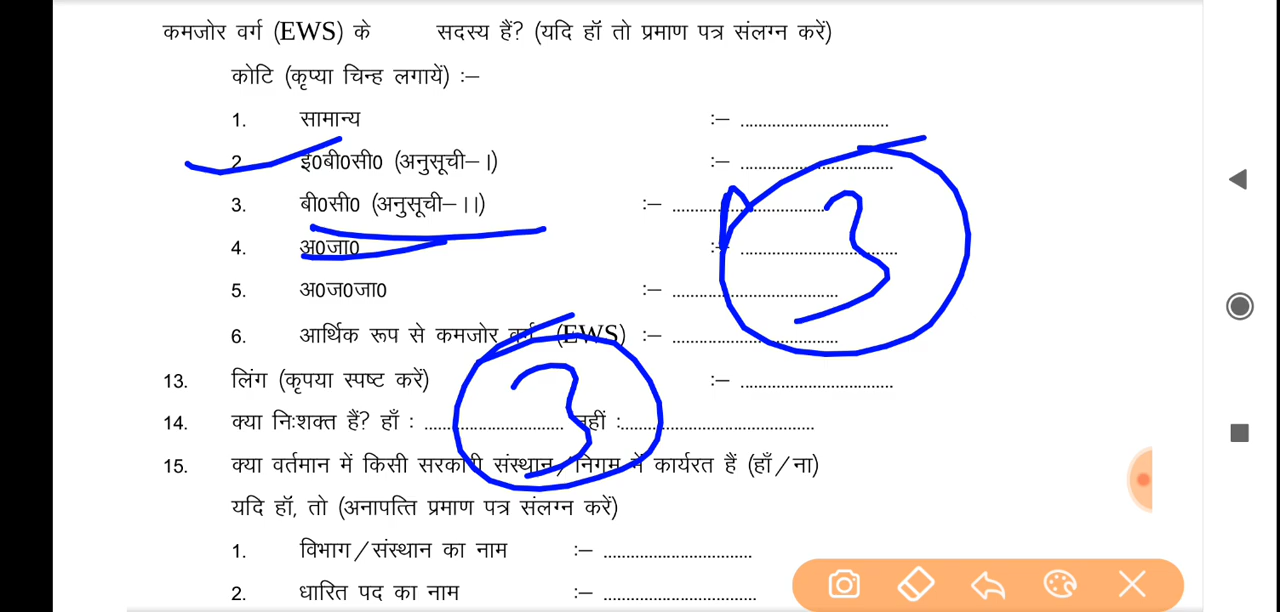 कमजोर वर्ग (EWS) के सदस्य हैं? (यदि हॉ तो प्रमाण पत्र संलग्न करें)
कोटि (कृप्या चिन्ह लगायें) :–
1. सामान्य :– ................................
2. इ0बी0सी0 (अनुसूची–।) :– .................................
3. बी0सी0 (अनुसूची–।।) :– ....................................
4. अ0जा0 :– ..................................
5. अ0ज0जा0 :– ....................................
6. आर्थिक रूप से कमजोर वर्ग (EWS) :– ....................................
13. लिंग (कृपया स्पष्ट करें) :– .................................
14. क्या निःशक्त हैं? हाँ : .............................. नहीं :..........................................
15. क्या वर्तमान में किसी सरकारी संस्थान/निगम में कार्यरत हैं (हाँ/ना)
यदि हॉ, तो (अनापत्ति प्रमाण पत्र संलग्न करें)
1. विभाग/संस्थान का नाम :– ................................
2. धारित पद का नाम :– .................................
3
3